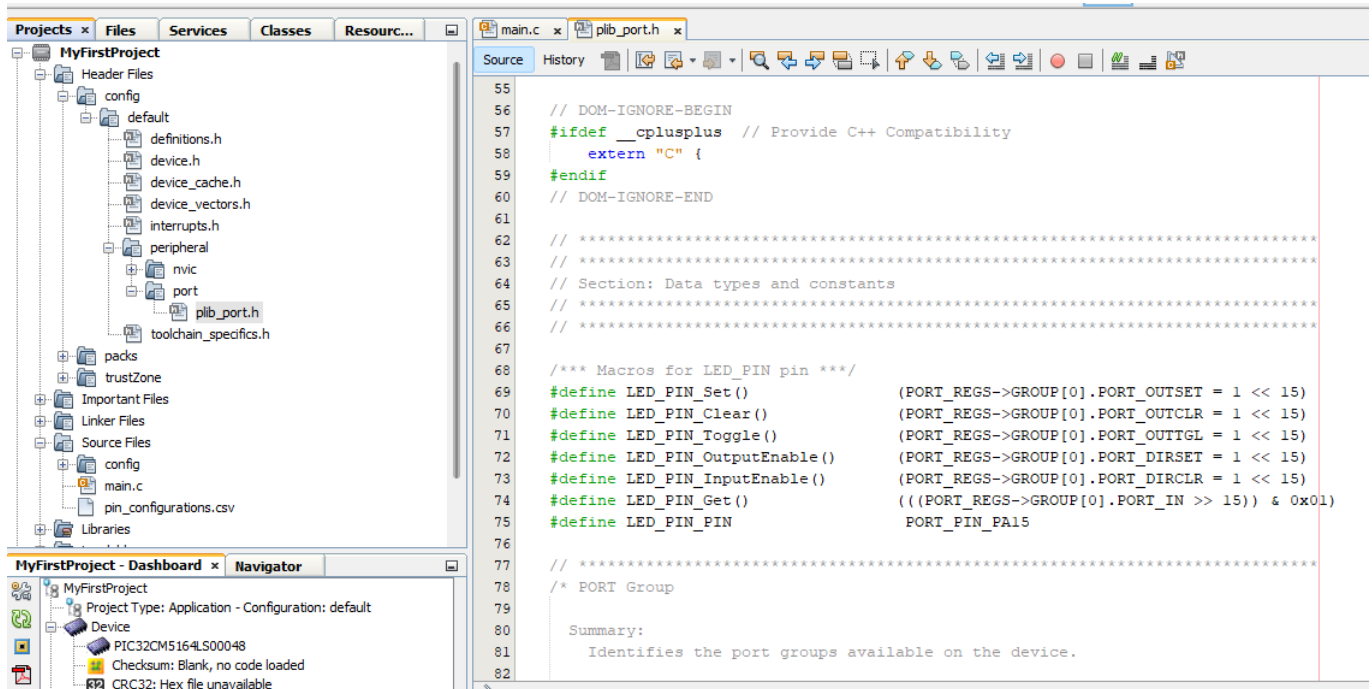 Projects × Files Services Classes Resourc...
MyFirstProject
Header Files
config
default
definitions.h
device.h
device_cache.h
device_vectors.h
interrupts.h
peripheral
nvic
port
plib_port.h
toolchain_specifics.h
packs
trustZone
Important Files
Linker Files
Source Files
config
main.c
pin_configurations.csv
Libraries
MyFirstProject - Dashboard × Navigator
MyFirstProject
Project Type: Application - Configuration: default
Device
PIC32CM5164LS00048
Checksum: Blank, no code loaded
CRC32: Hex file unavailable
main.c × plib_port.h ×
Source History
55
56 // DOM-IGNORE-BEGIN
57 #ifdef __cplusplus // Provide C++ Compatibility
58 extern "C" {
59 #endif
60 // DOM-IGNORE-END
61
62 // *****************************************************************************
63 // *****************************************************************************
64 // Section: Data types and constants
65 // *****************************************************************************
66 // *****************************************************************************
67
68 /*** Macros for LED_PIN pin ***/
69 #define LED_PIN_Set() (PORT_REGS->GROUP[0].PORT_OUTSET = 1 << 15)
70 #define LED_PIN_Clear() (PORT_REGS->GROUP[0].PORT_OUTCLR = 1 << 15)
71 #define LED_PIN_Toggle() (PORT_REGS->GROUP[0].PORT_OUTTGL = 1 << 15)
72 #define LED_PIN_OutputEnable() (PORT_REGS->GROUP[0].PORT_DIRSET = 1 << 15)
73 #define LED_PIN_InputEnable() (PORT_REGS->GROUP[0].PORT_DIRCLR = 1 << 15)
74 #define LED_PIN_Get() (((PORT_REGS->GROUP[0].PORT_IN >> 15)) & 0x01)
75 #define LED_PIN_PIN PORT_PIN_PA15
76
77 // *****************************************************************************
78 /* PORT Group
79
80 Summary:
81 Identifies the port groups available on the device.
82